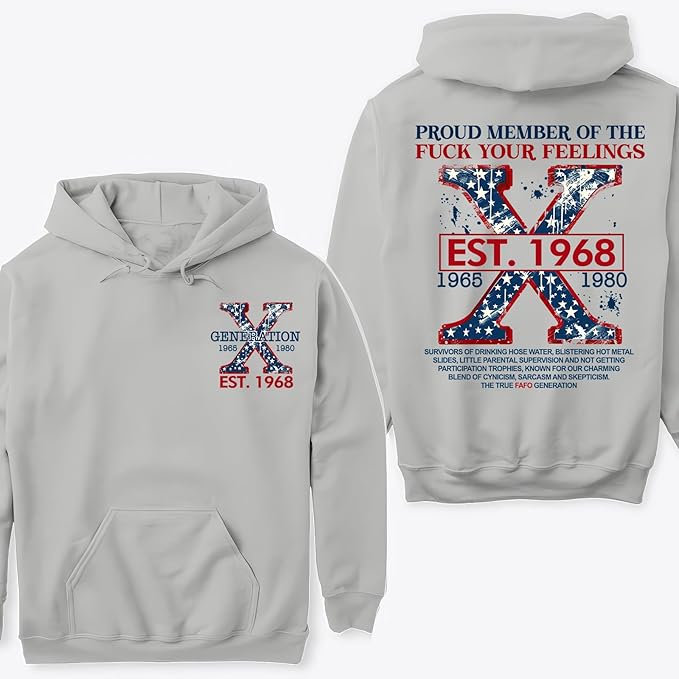 X
GENERATION
1965 1980
EST. 1968
PROUD MEMBER OF THE
FUCK YOUR FEELINGS
X
EST. 1968
1965 1980
SURVIVORS OF DRINKING HOSE WATER, BLISTERING HOT METAL
SLIDES, LITTLE PARENTAL SUPERVISION AND NOT GETTING
PARTICIPATION TROPHIES, KNOWN FOR OUR CHARMING
BLEND OF CYNICISM, SARCASM AND SKEPTICISM.
THE TRUE FAFO GENERATION